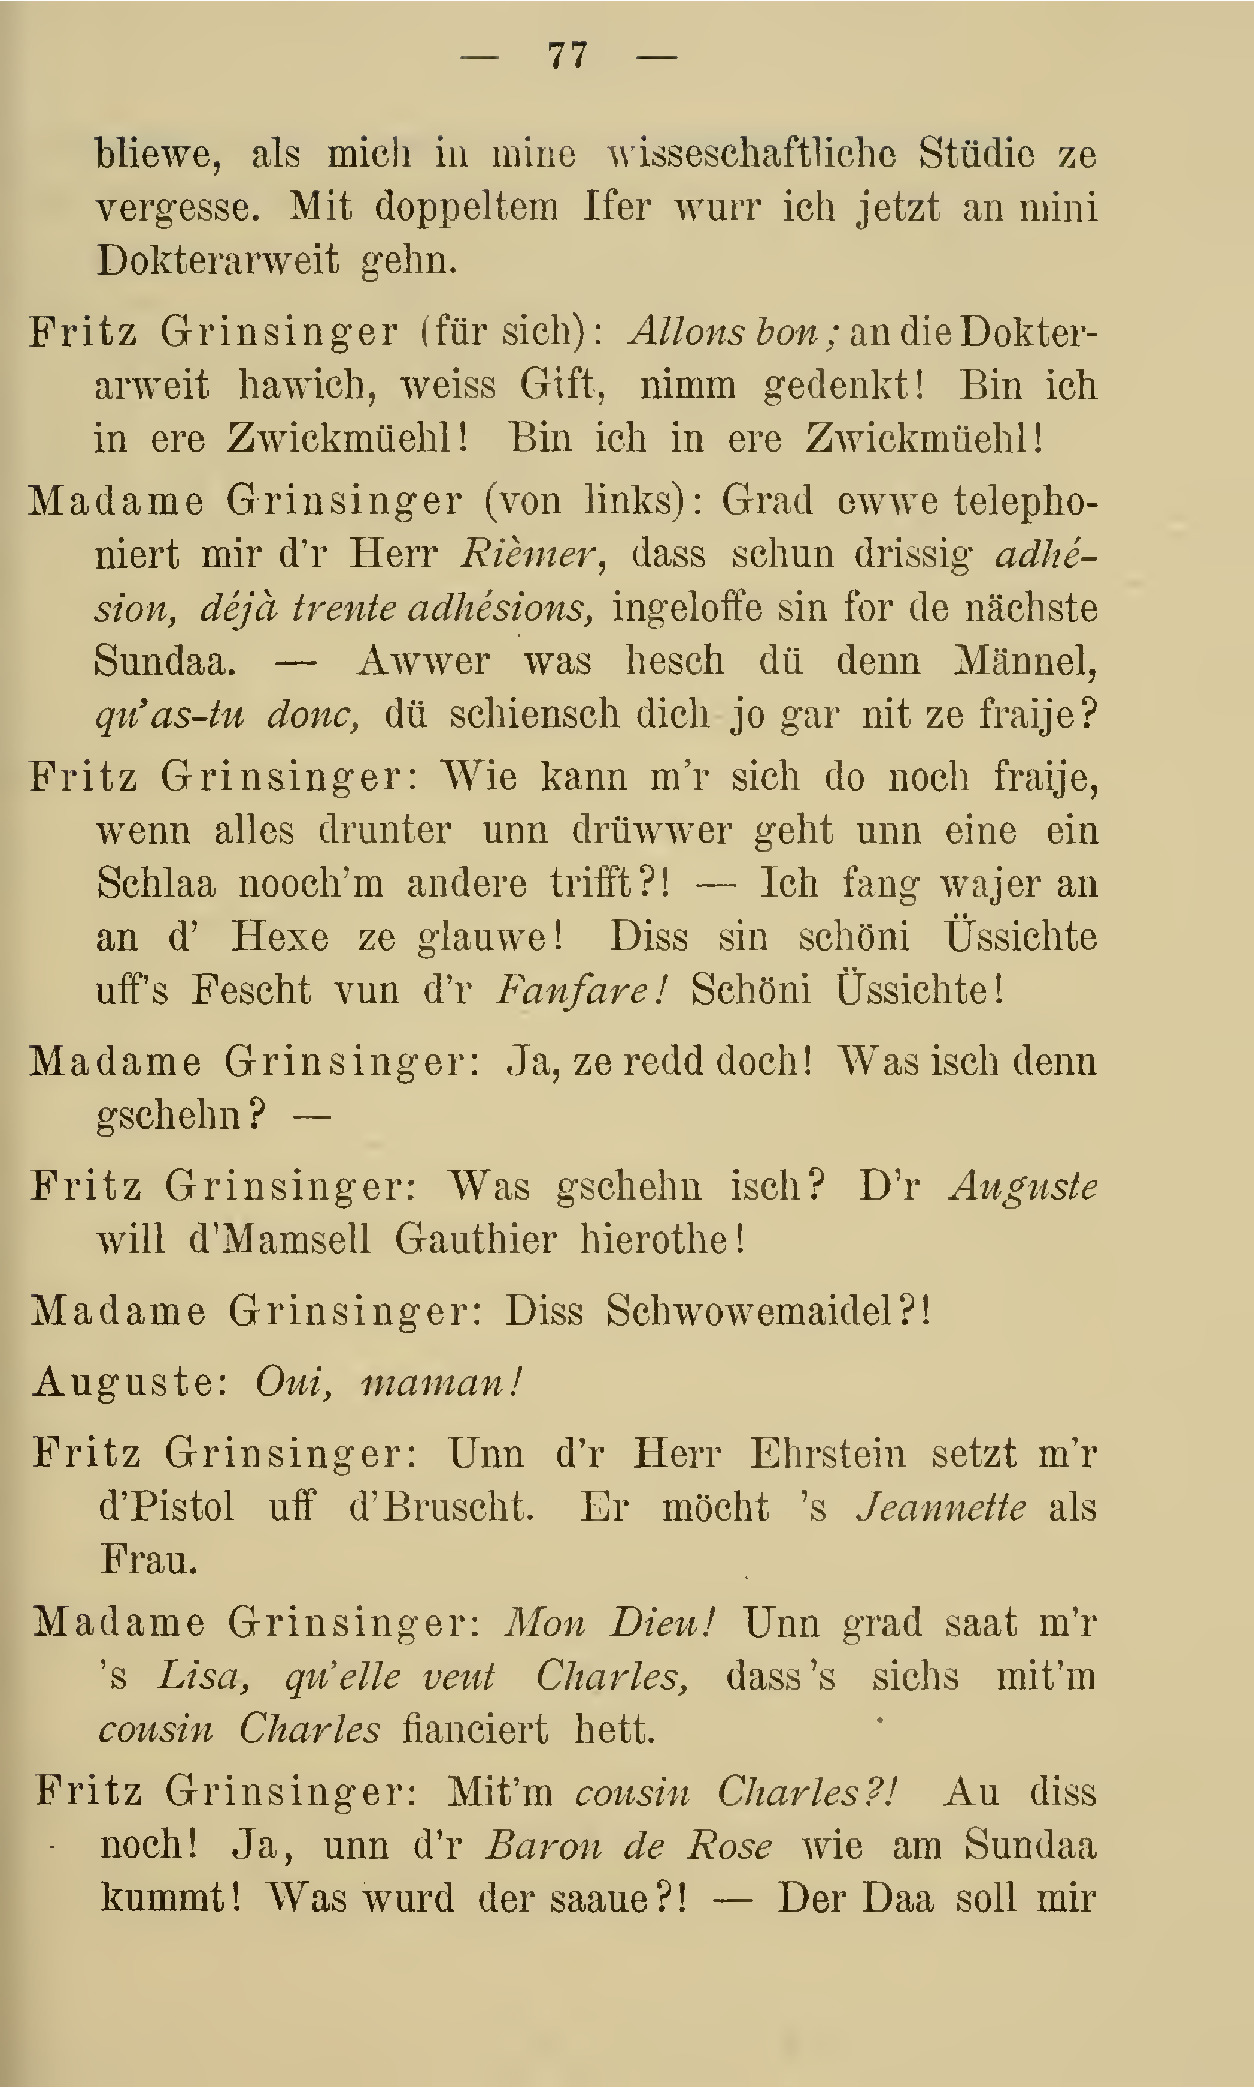 — 77 —
bliewe, als mich in mine wisseschaftliche Stüdie ze
vergesse. Mit doppeltem Ifer wurr ich jetzt an mini
Dokterarweit gehn.
Fritz Grinsinger (für sich): Allons bon; an die Dokter-
arweit hawich, weiss Gift, nimm gedenkt! Bin ich
in ere Zwickmüehl! Bin ich in ere Zwickmüehl!
Madame Grinsinger (von links): Grad ewwe telepho-
niert mir d'r Herr Rièmer, dass schun drissig adhé-
sion, déjà trente adhésions, ingeloffe sin for de nächste
Sundaa. — Awwer was hesch dü denn Männel,
qu'as-tu donc, dü schiensch dich jo gar nit ze fraije?
Fritz Grinsinger: Wie kann m'r sich do noch fraije,
wenn alles drunter unn drüwwer geht unn eine ein
Schlaa nooch'm andere trifft?! — Ich fang wajer an
an d' Hexe ze glauwe! Diss sin schöni Üssichte
uff's Fescht vun d'r Fanfare! Schöni Üssichte!
Madame Grinsinger: Ja, ze redd doch! Was isch denn
gschehn? —
Fritz Grinsinger: Was gschehn isch? D'r Auguste
will d'Mamsell Gauthier hierothe!
Madame Grinsinger: Diss Schwowemaidel?!
Auguste: Oui, maman!
Fritz Grinsinger: Unn d'r Herr Ehrstein setzt m'r
d'Pistol uff d'Bruscht. Er möcht 's Jeannette als
Frau.
Madame Grinsinger: Mon Dieu! Unn grad saat m'r
's Lisa, qu'elle veut Charles, dass's sichs mit'm
cousin Charles fianciert hett.
Fritz Grinsinger: Mit'm cousin Charles?! Au diss
noch! Ja, unn d'r Baron de Rose wie am Sundaa
kummt! Was wurd der saaue?! — Der Daa soll mir